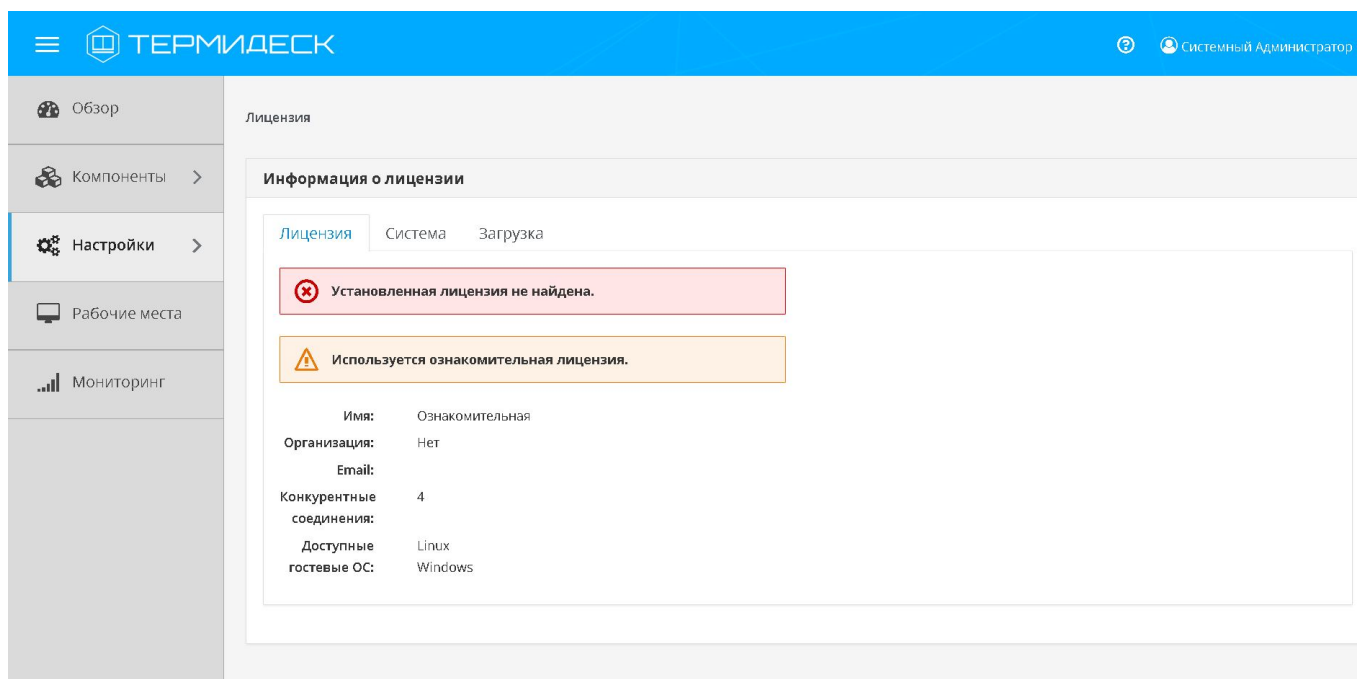 ТЕРМИДЕСК
Системный Администратор
Обзор
Компоненты
Настройки
Рабочие места
Мониторинг
Лицензия
Информация о лицензии
Лицензия Система Загрузка
Установленная лицензия не найдена.
Используется ознакомительная лицензия.
Имя: Ознакомительная
Организация: Нет
Email:
Конкурентные 4
соединения:
Доступные Linux
гостевые ОС: Windows